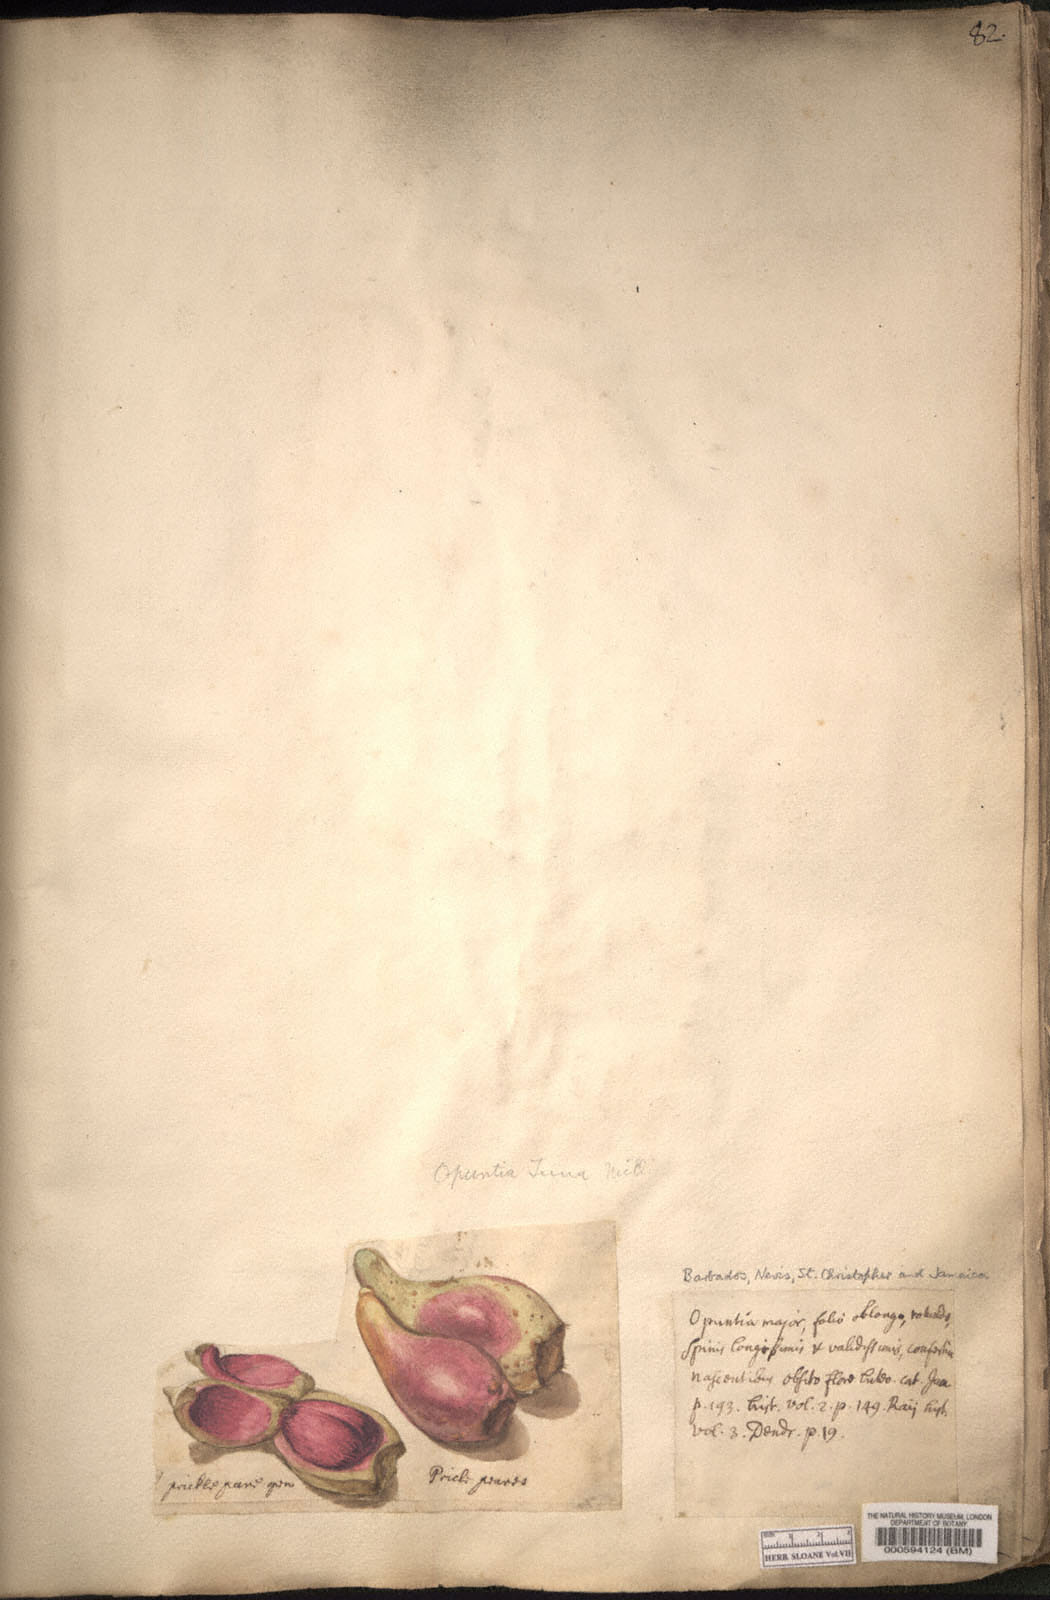 82.
Opuntia Tuna Mill
Barbados, Nevis, St. Christopher and Jamaica
Opuntia major, folio oblongo, rotundo,
spinis longissimis & validissimis, confertim
nascentibus obsito flore luteo. cat. Jam
p. 193. hist. vol. 2. p. 149. Raij hist.
vol. 3. Dendr. p. 19.
prickle pare open
Prickl peares
THE NATURAL HISTORY MUSEUM, LONDON
DEPARTMENT OF BOTANY
000594124 (BM)
HERB. SLOANE Vol. VII